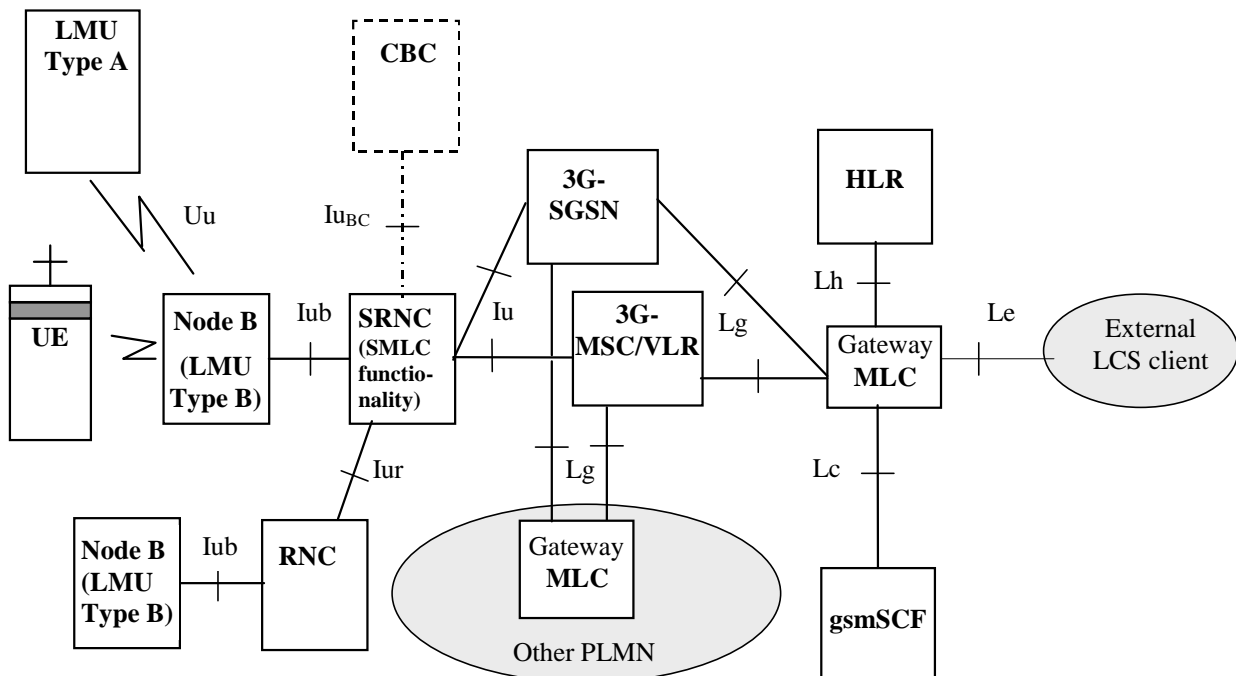 LMU
Type A
CBC
3G-
SGSN
HLR
Uu
IuBC
Lh
UE
Node B
(LMU
Type B)
Iub
SRNC
(SMLC
functio-
nality)
Iu
3G-
MSC/VLR
Lg
Gateway
MLC
Le
External
LCS client
Iur
Lg
Lc
Node B
(LMU
Type B)
Iub
RNC
Gateway
MLC
Other PLMN
gsmSCF